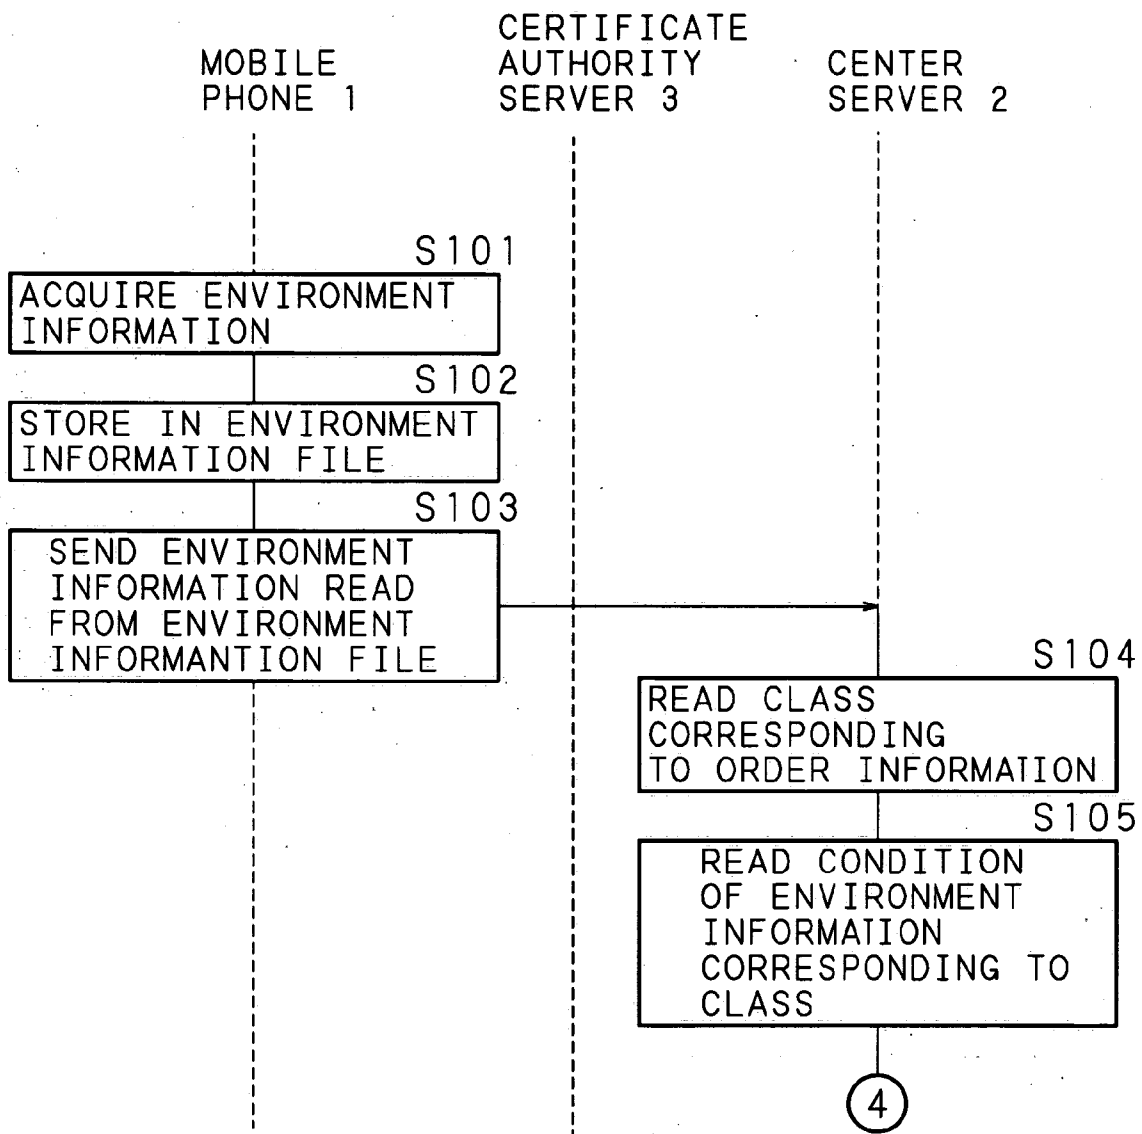 MOBILE
PHONE 1
CERTIFICATE
AUTHORITY
SERVER 3
CENTER
SERVER 2
S101
ACQUIRE ENVIRONMENT
INFORMATION
S102
STORE IN ENVIRONMENT
INFORMATION FILE
S103
SEND ENVIRONMENT
INFORMATION READ
FROM ENVIRONMENT
INFORMANTION FILE
S104
READ CLASS
CORRESPONDING
TO ORDER INFORMATION
S105
READ CONDITION
OF ENVIRONMENT
INFORMATION
CORRESPONDING TO
CLASS
4